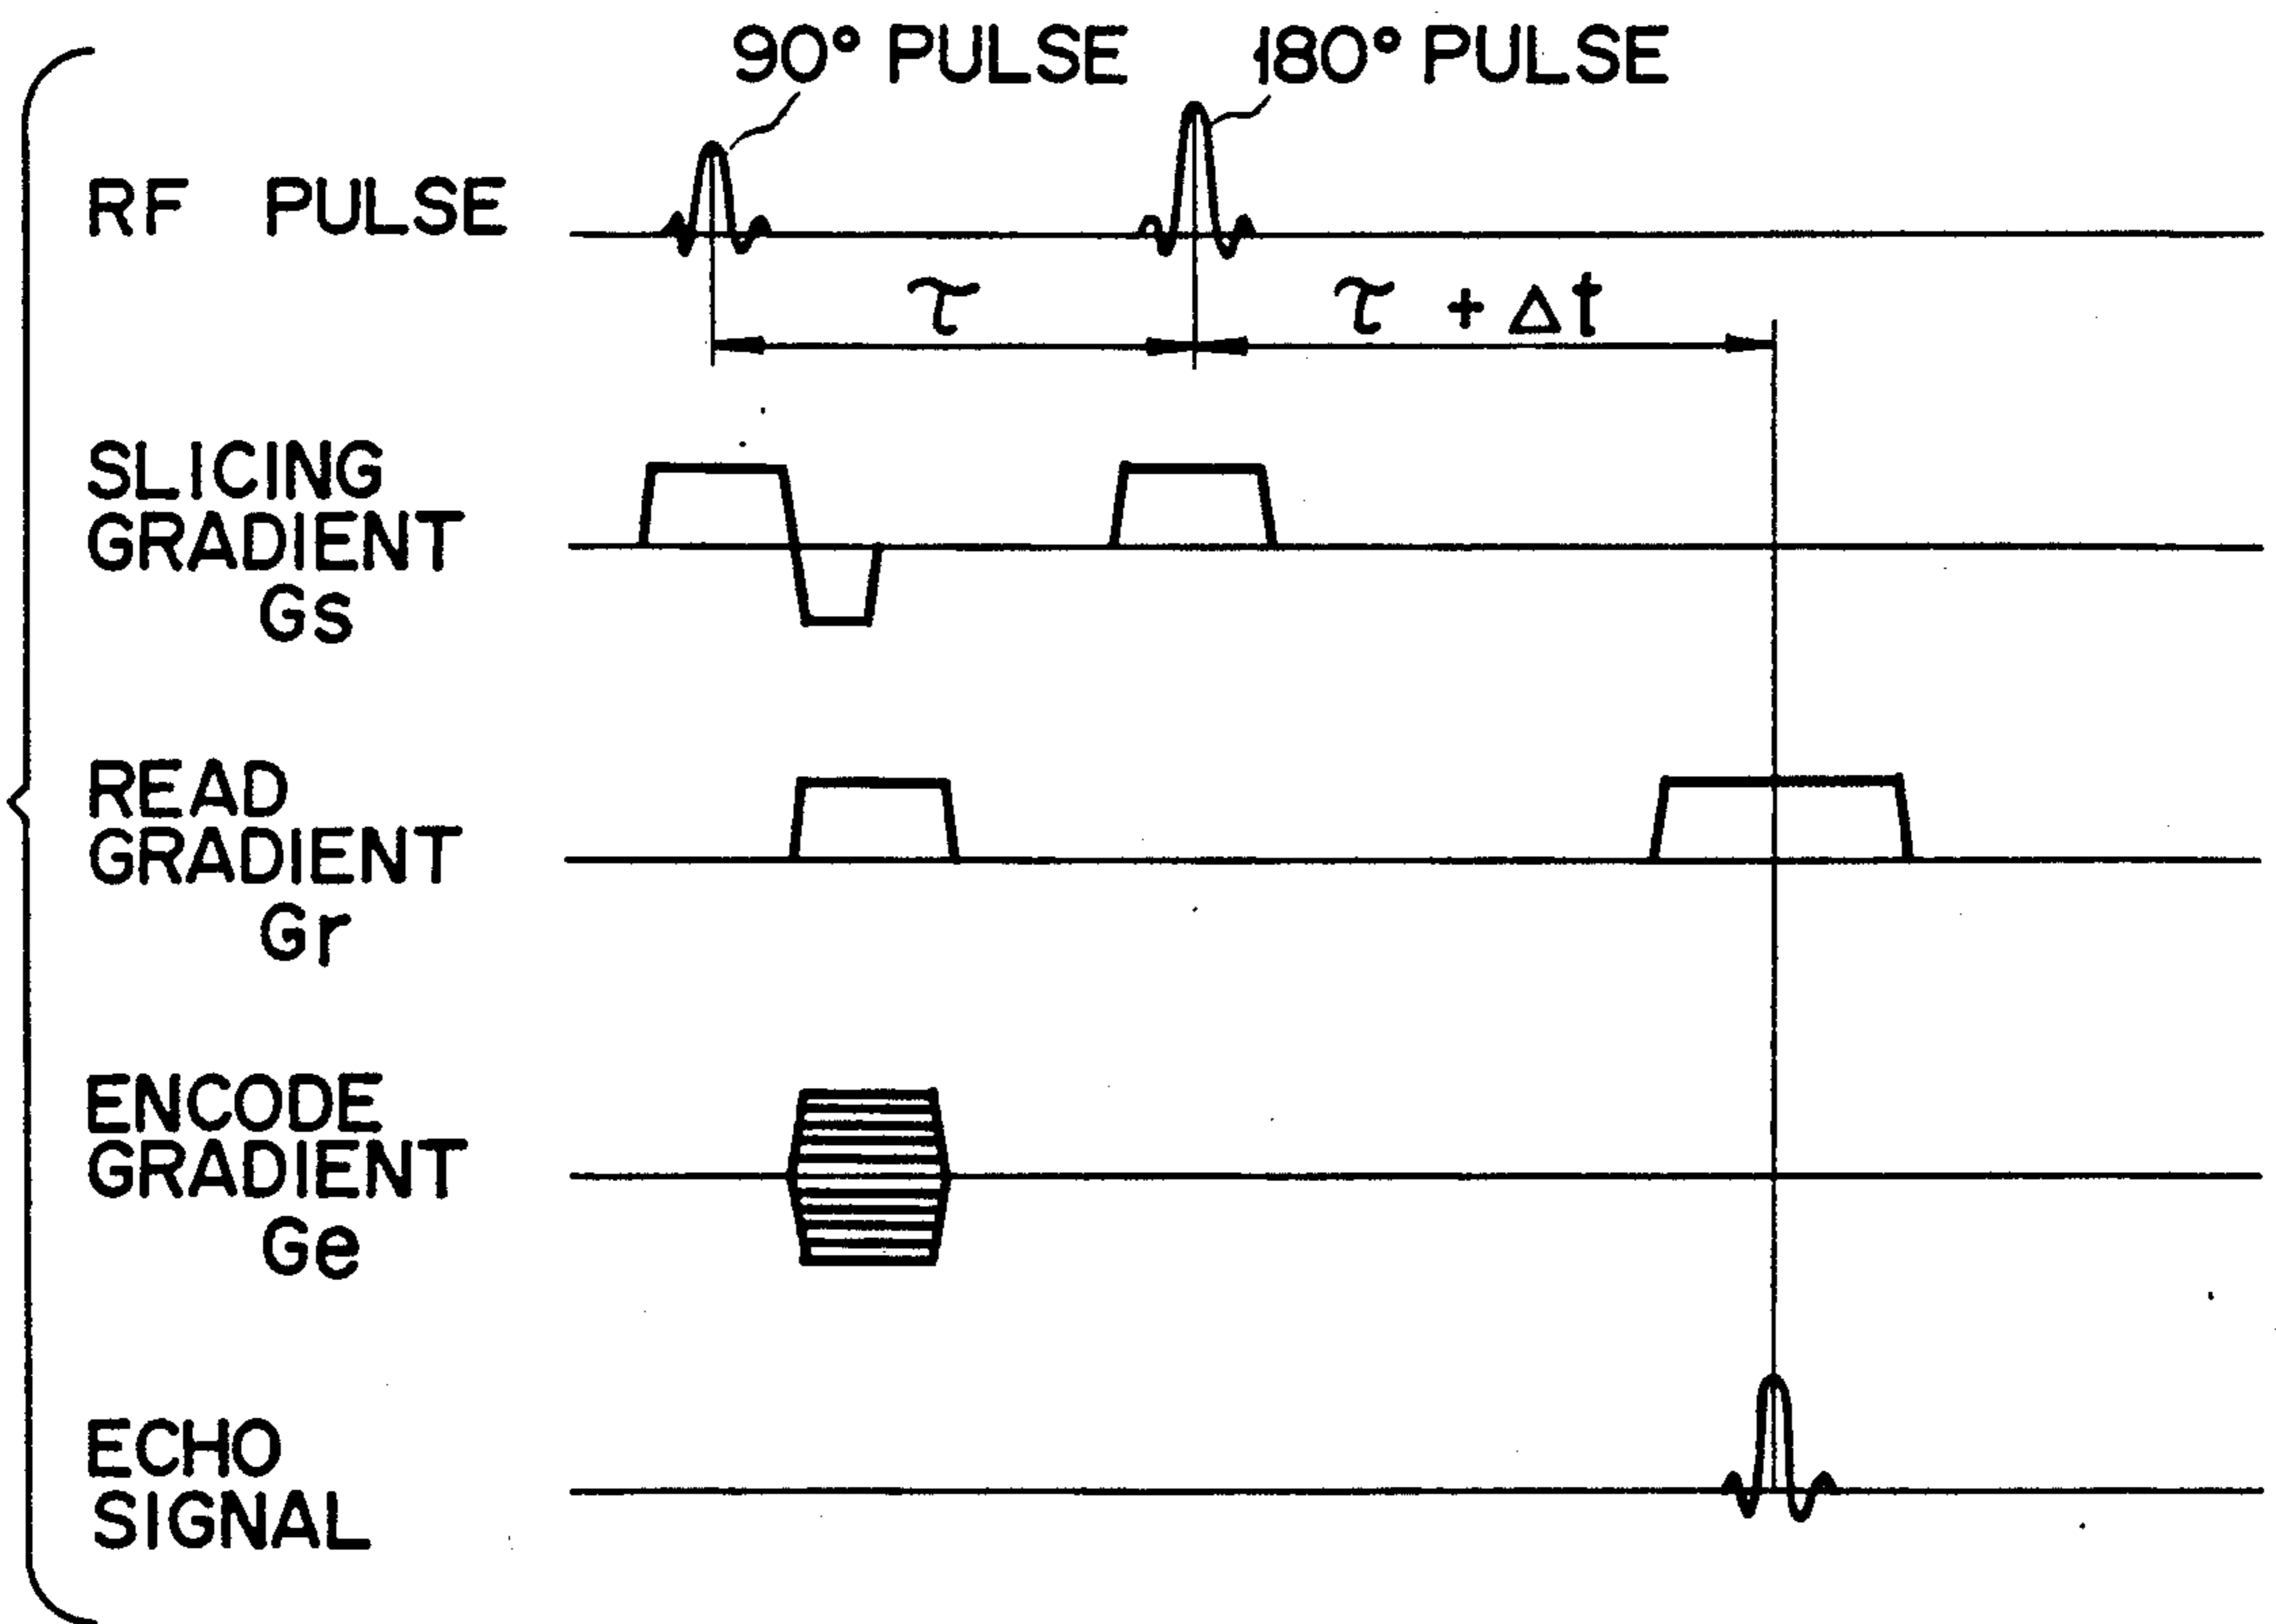 90° PULSE
180° PULSE
RF PULSE
τ
τ + Δt
SLICING
GRADIENT
Gs
READ
GRADIENT
Gr
ENCODE
GRADIENT
Ge
ECHO
SIGNAL